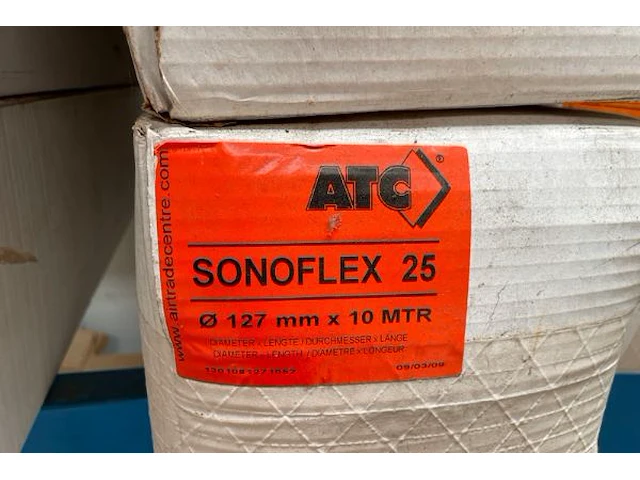 ATC®
SONOFLEX 25
Ø 127 mm x 10 MTR
DIAMETER x LENGTE / DURCHMESSER x LÄNGE
DIAMETER x LENGTH / DIAMETRE x LONGEUR
09/03/09
www.airtradecentre.com